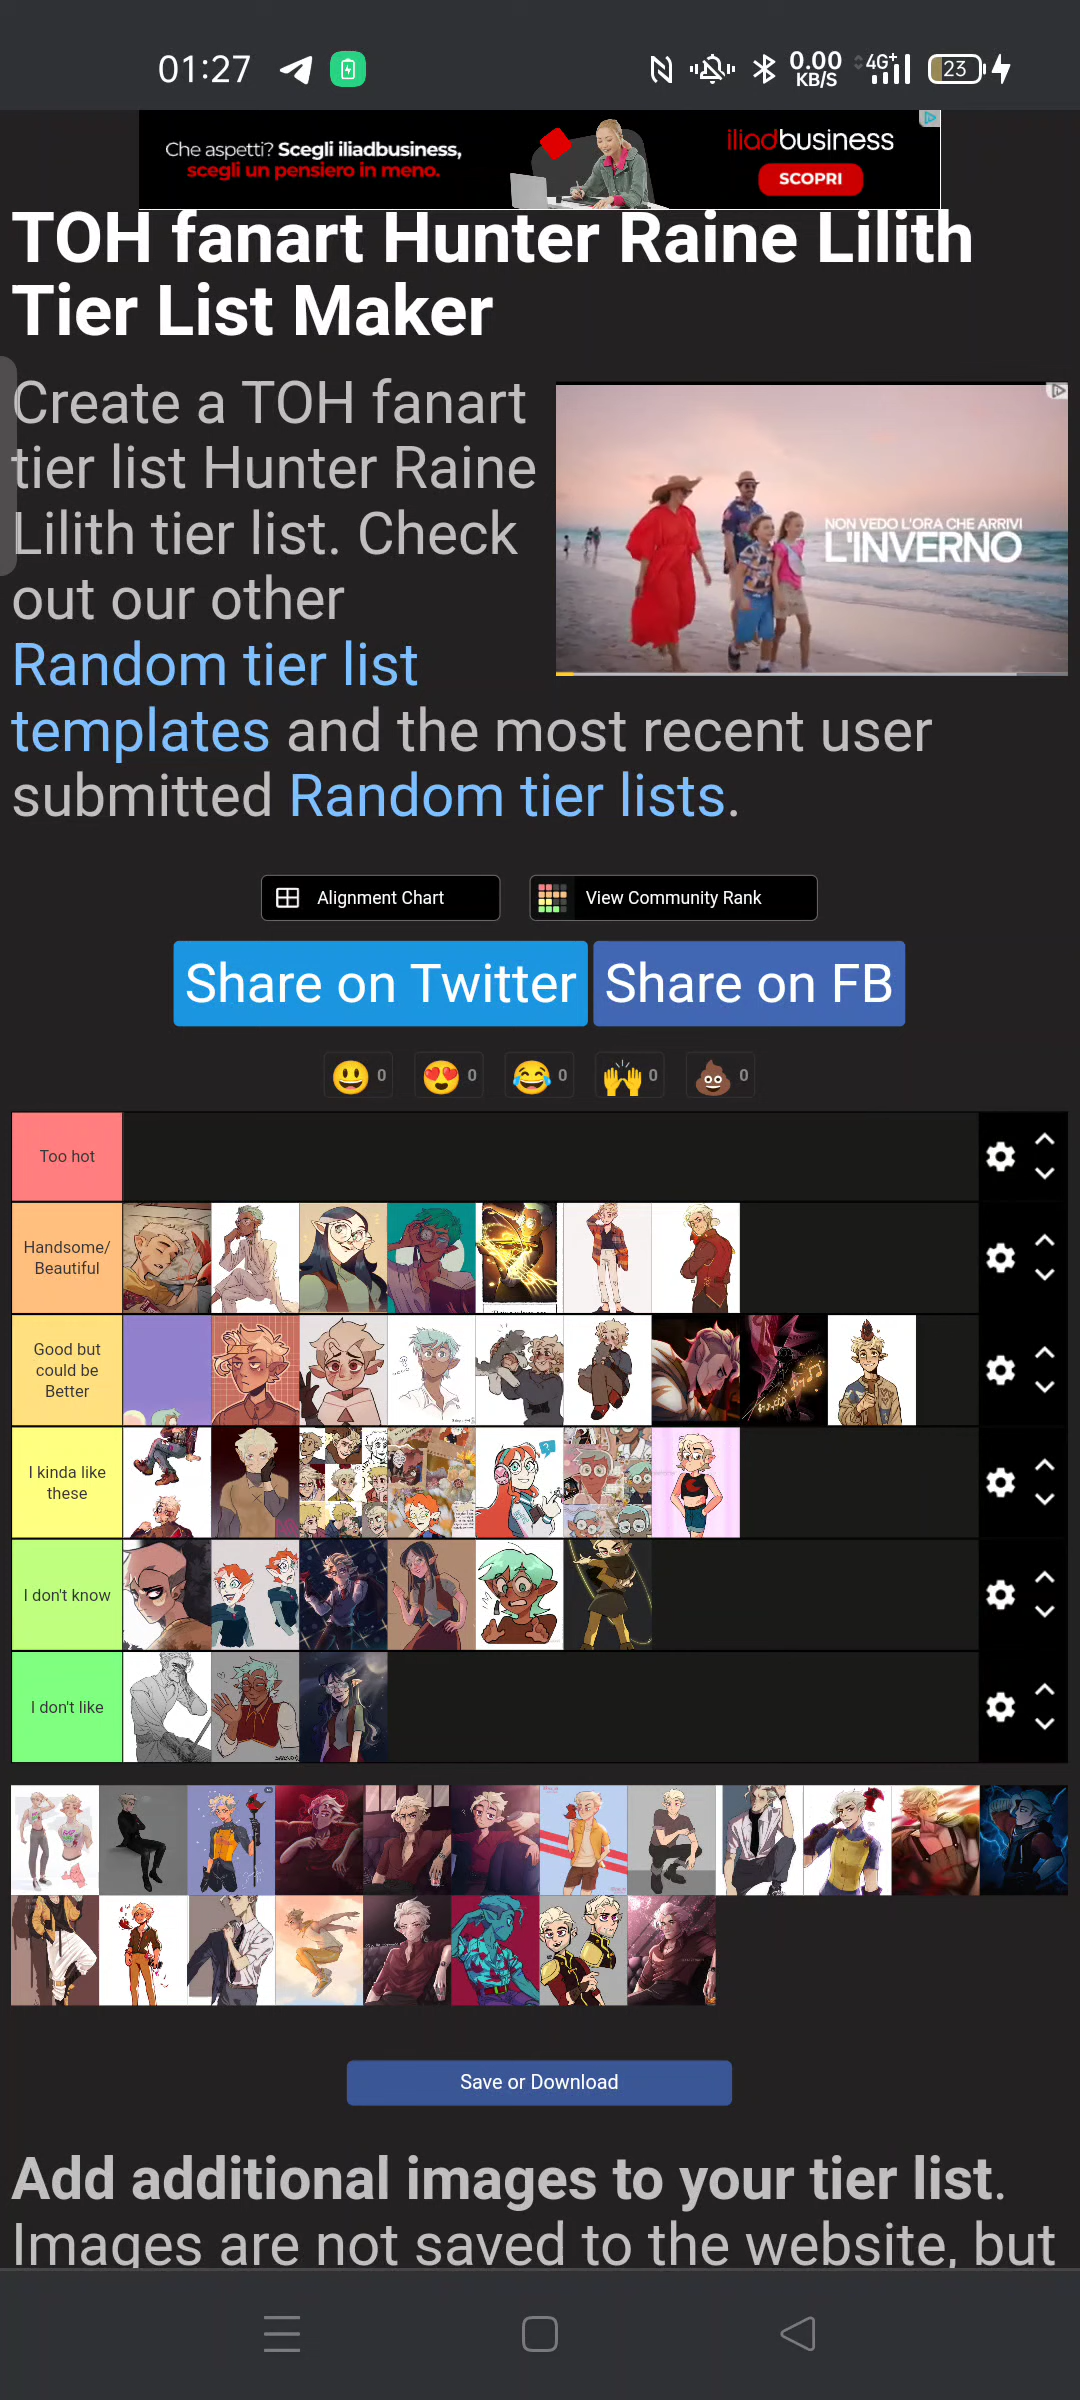 01:27
0.00
KB/S
4G+
23
Che aspetti? Scegli iliadbusiness,
scegli un pensiero in meno.
iliadbusiness
SCOPRI
TOH fanart Hunter Raine Lilith
Tier List Maker
Create a TOH fanart
tier list Hunter Raine
Lilith tier list. Check
out our other
Random tier list
templates and the most recent user
submitted Random tier lists.
NON VEDO L'ORA CHE ARRIVI
L'INVERNO
Alignment Chart
View Community Rank
Share on Twitter
Share on FB
0
0
0
0
0
Too hot
Handsome/
Beautiful
Good but
could be
Better
I kinda like
these
I don't know
I don't like
Save or Download
Add additional images to your tier list.
Images are not saved to the website, but